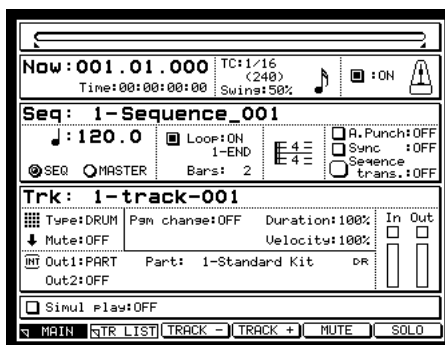 Now:001.01.000 TC:1/16
(240) :ON
Time:00:00:00:00 Swing:50%
Seq: 1-Sequence_001
♩:120.0 Loop:ON A.Punch:OFF
1-END 4 4 Sync :OFF
SEQ MASTER Bars: 2 Seqence trans.:OFF
Trk: 1-track-001
Type:DRUM Pgm change:OFF Duration:100% In Out
Mute:OFF Velocity:100%
INT Out1:PART Part: 1-Standard Kit DR
Out2:OFF
Simul play:OFF
MAIN TR LIST TRACK - TRACK + MUTE SOLO